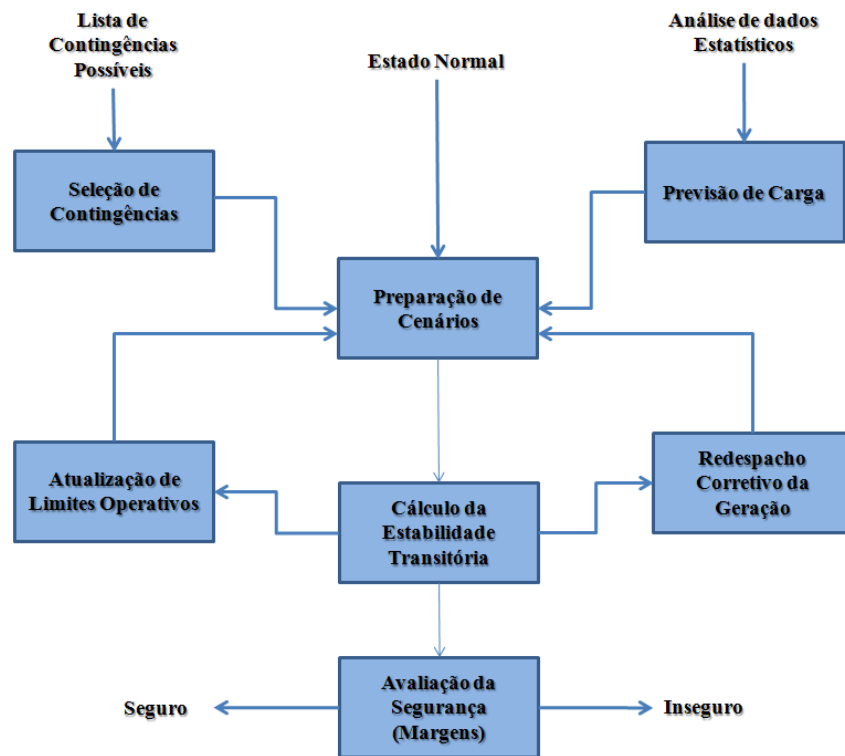 Lista de
Contingências
Possíveis
Estado Normal
Análise de dados
Estatísticos
Seleção de
Contingências
Previsão de Carga
Preparação de
Cenários
Atualização de
Limites Operativos
Cálculo da
Estabilidade
Transitória
Redespacho
Corretivo da
Geração
Seguro
Avaliação da
Segurança
(Margens)
Inseguro